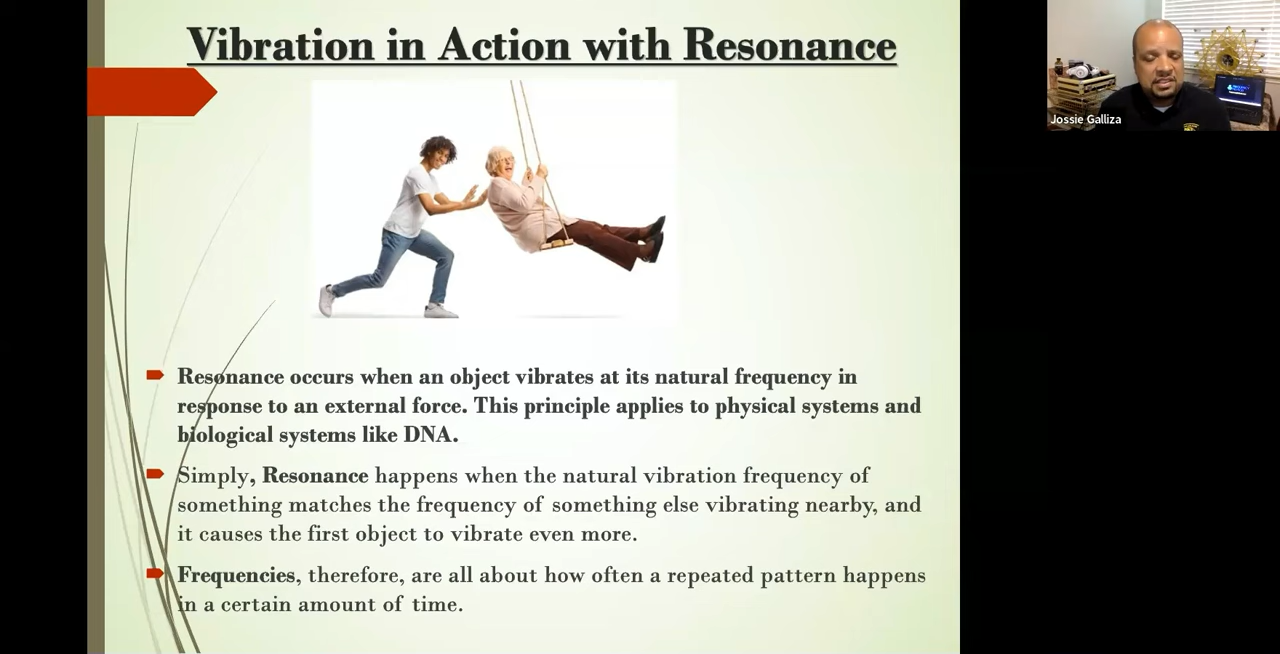 Vibration in Action with Resonance
Jossie Galliza
Resonance occurs when an object vibrates at its natural frequency in
response to an external force. This principle applies to physical systems and
biological systems like DNA.
Simply, Resonance happens when the natural vibration frequency of
something matches the frequency of something else vibrating nearby, and
it causes the first object to vibrate even more.
Frequencies, therefore, are all about how often a repeated pattern happens
in a certain amount of time.